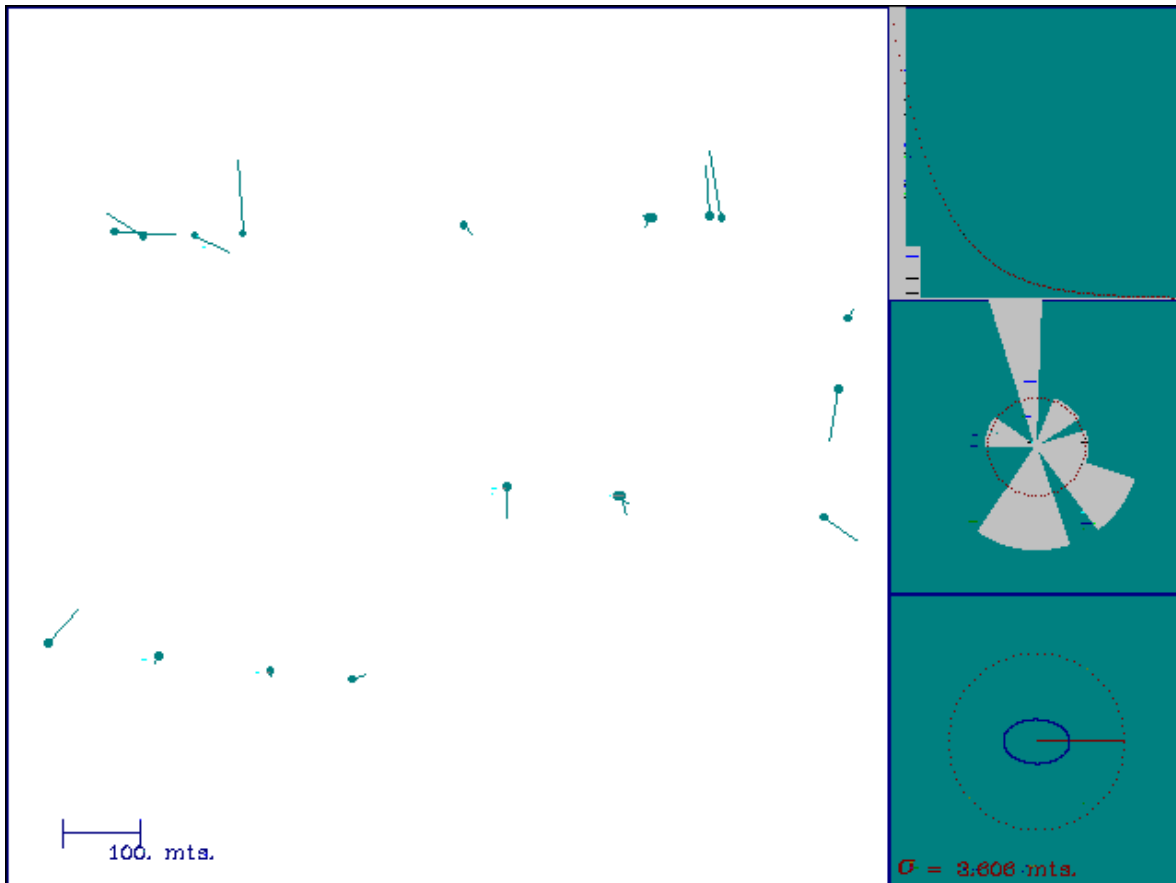 100. mts.
σ = 3.606 mts.